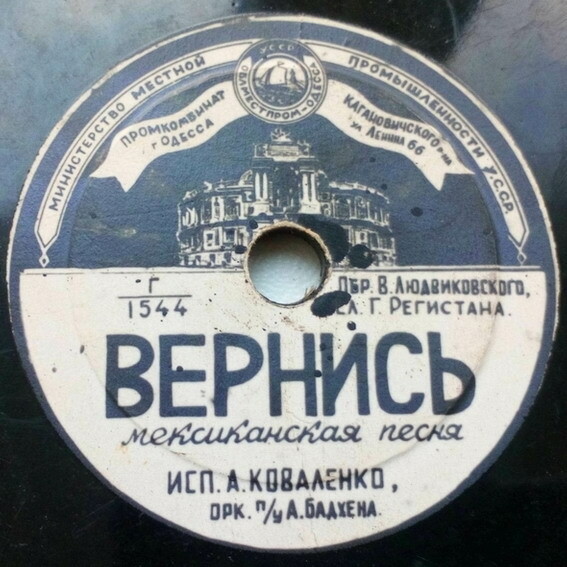 МИНИСТЕРСТВО МЕСТНОЙ ПРОМЫШЛЕННОСТИ УССР.
УССР
ОБЛМЕСТПРОМ-ОДЕССА
ПРОМКОМБИНАТ
г. ОДЕССА
КАГАНОВИЧСКОГО р-на
ул. ЛЕНИНА 66
Г
1544
ОБР. В. ЛЮДВИКОВСКОГО,
СЛ. Г. РЕГИСТАНА.
ВЕРНИСЬ
мексиканская песня
ИСП. А. КОВАЛЕНКО,
ОРК. п/у А. БАДХЕНА.